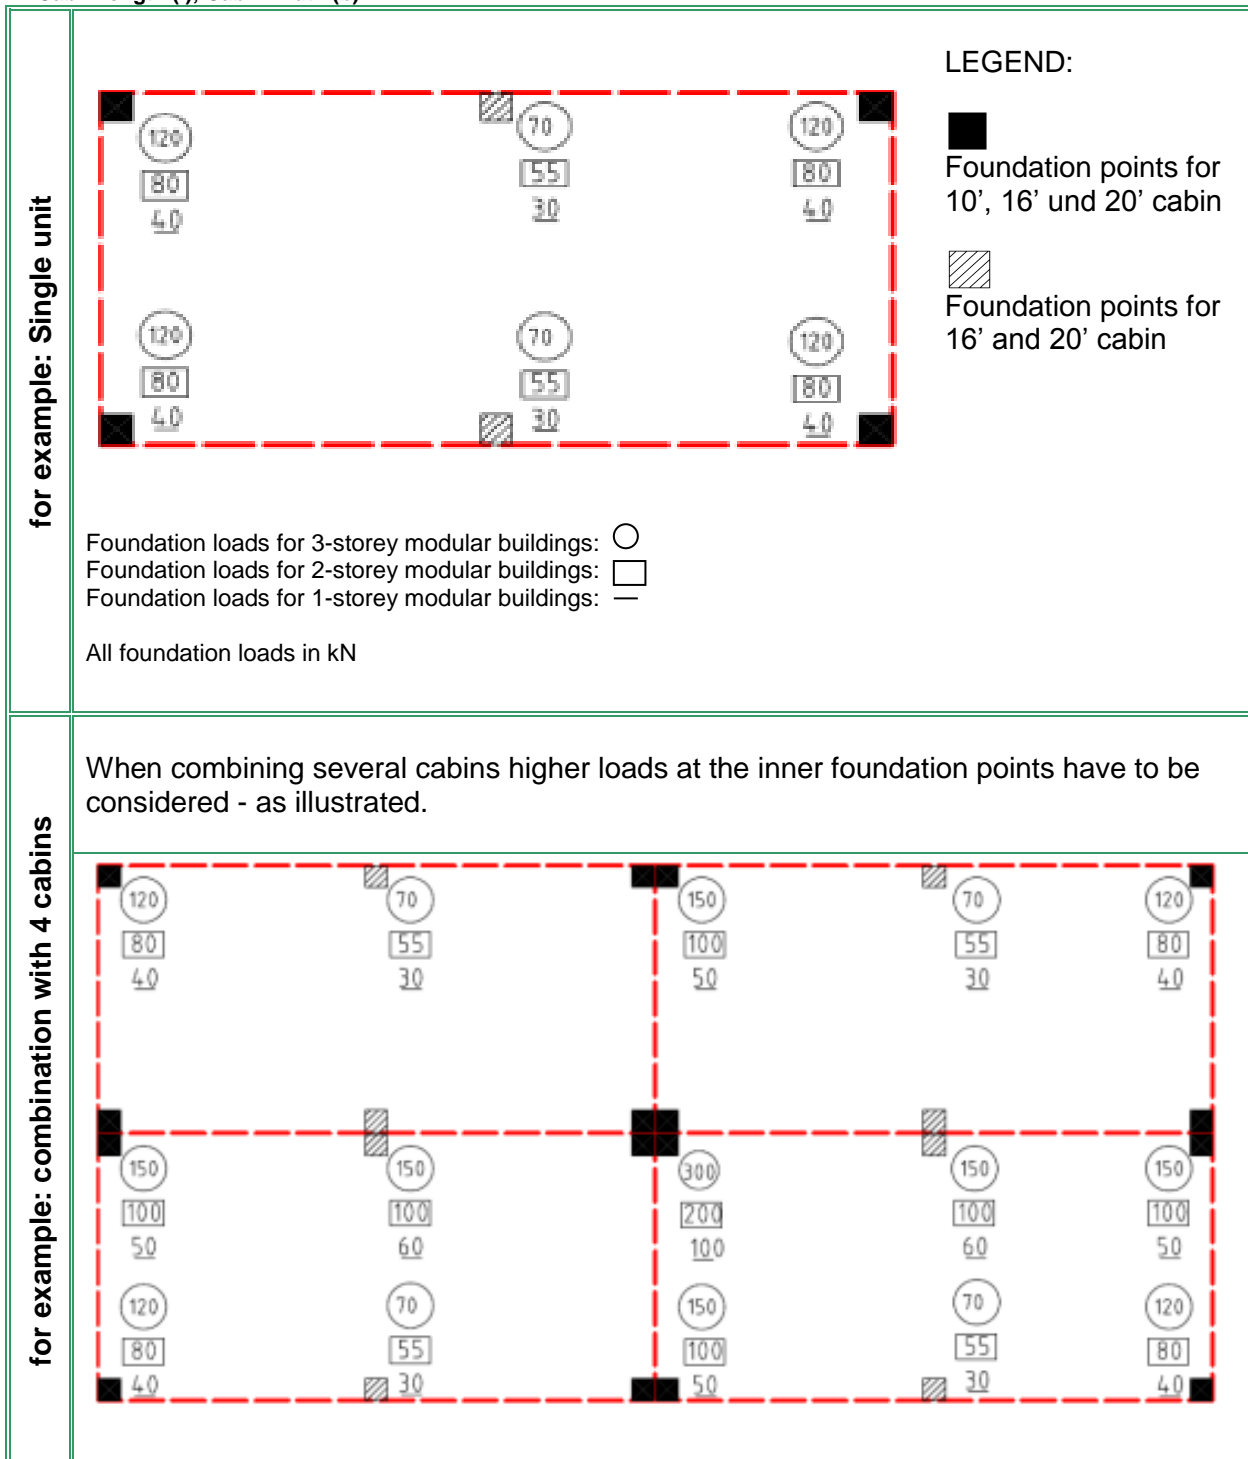 LEGEND:
Foundation points for
10’, 16’ und 20’ cabin
Foundation points for
16’ and 20’ cabin
for example: Single unit
120 70 120
80 55 80
40 30 40
120 70 120
80 55 80
40 30 40
Foundation loads for 3-storey modular buildings:
Foundation loads for 2-storey modular buildings:
Foundation loads for 1-storey modular buildings:
All foundation loads in kN
for example: combination with 4 cabins
When combining several cabins higher loads at the inner foundation points have to be
considered - as illustrated.
120 70 150 70 120
80 55 100 55 80
40 30 50 30 40
150 150 300 150 150
100 100 200 100 100
50 60 100 60 50
120 70 150 70 120
80 55 100 55 80
40 30 50 30 40